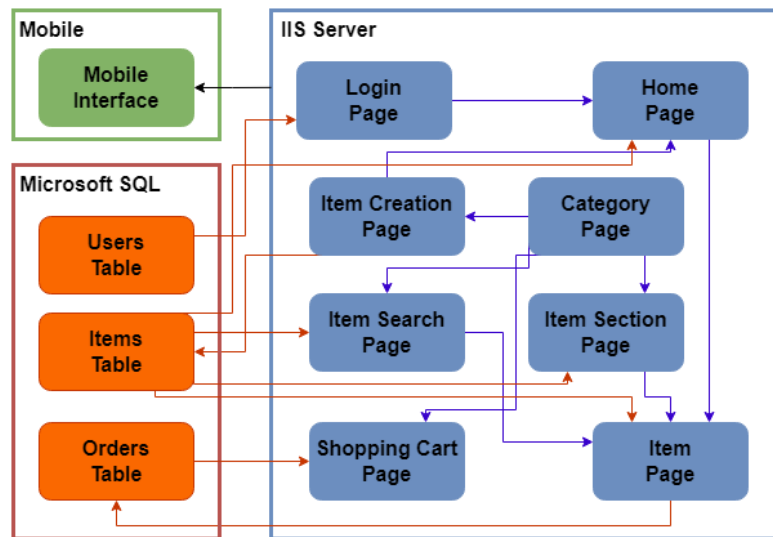 Mobile
Mobile
Interface
Microsoft SQL
Users
Table
Items
Table
Orders
Table
IIS Server
Login
Page
Home
Page
Item Creation
Page
Category
Page
Item Search
Page
Item Section
Page
Shopping Cart
Page
Item
Page